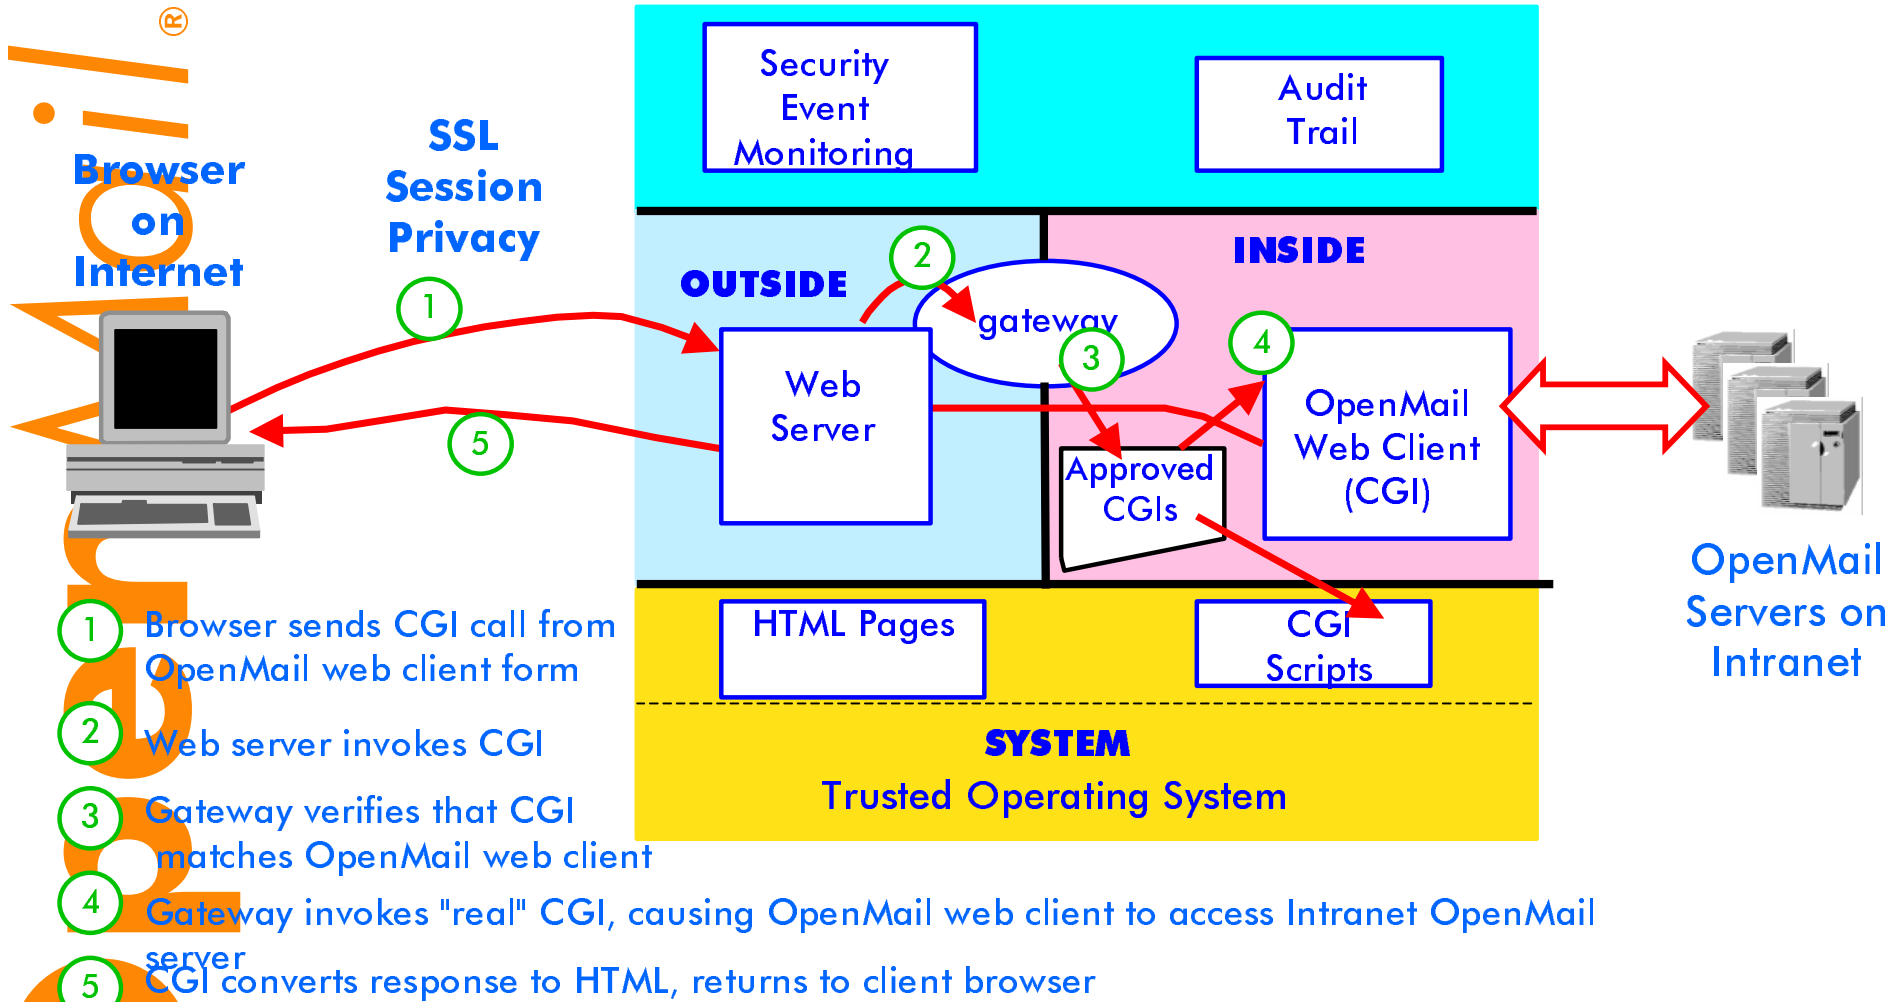 OpenMail®
Browser
on
Internet
SSL
Session
Privacy
Security
Event
Monitoring
Audit
Trail
OUTSIDE
INSIDE
gateway
Web
Server
OpenMail
Web Client
(CGI)
Approved
CGIs
1
2
3
4
5
OpenMail
Servers on
Intranet
HTML Pages
CGI
Scripts
SYSTEM
Trusted Operating System
1 Browser sends CGI call from
OpenMail web client form
2 Web server invokes CGI
3 Gateway verifies that CGI
matches OpenMail web client
4 Gateway invokes "real" CGI, causing OpenMail web client to access Intranet OpenMail
server
5 CGI converts response to HTML, returns to client browser